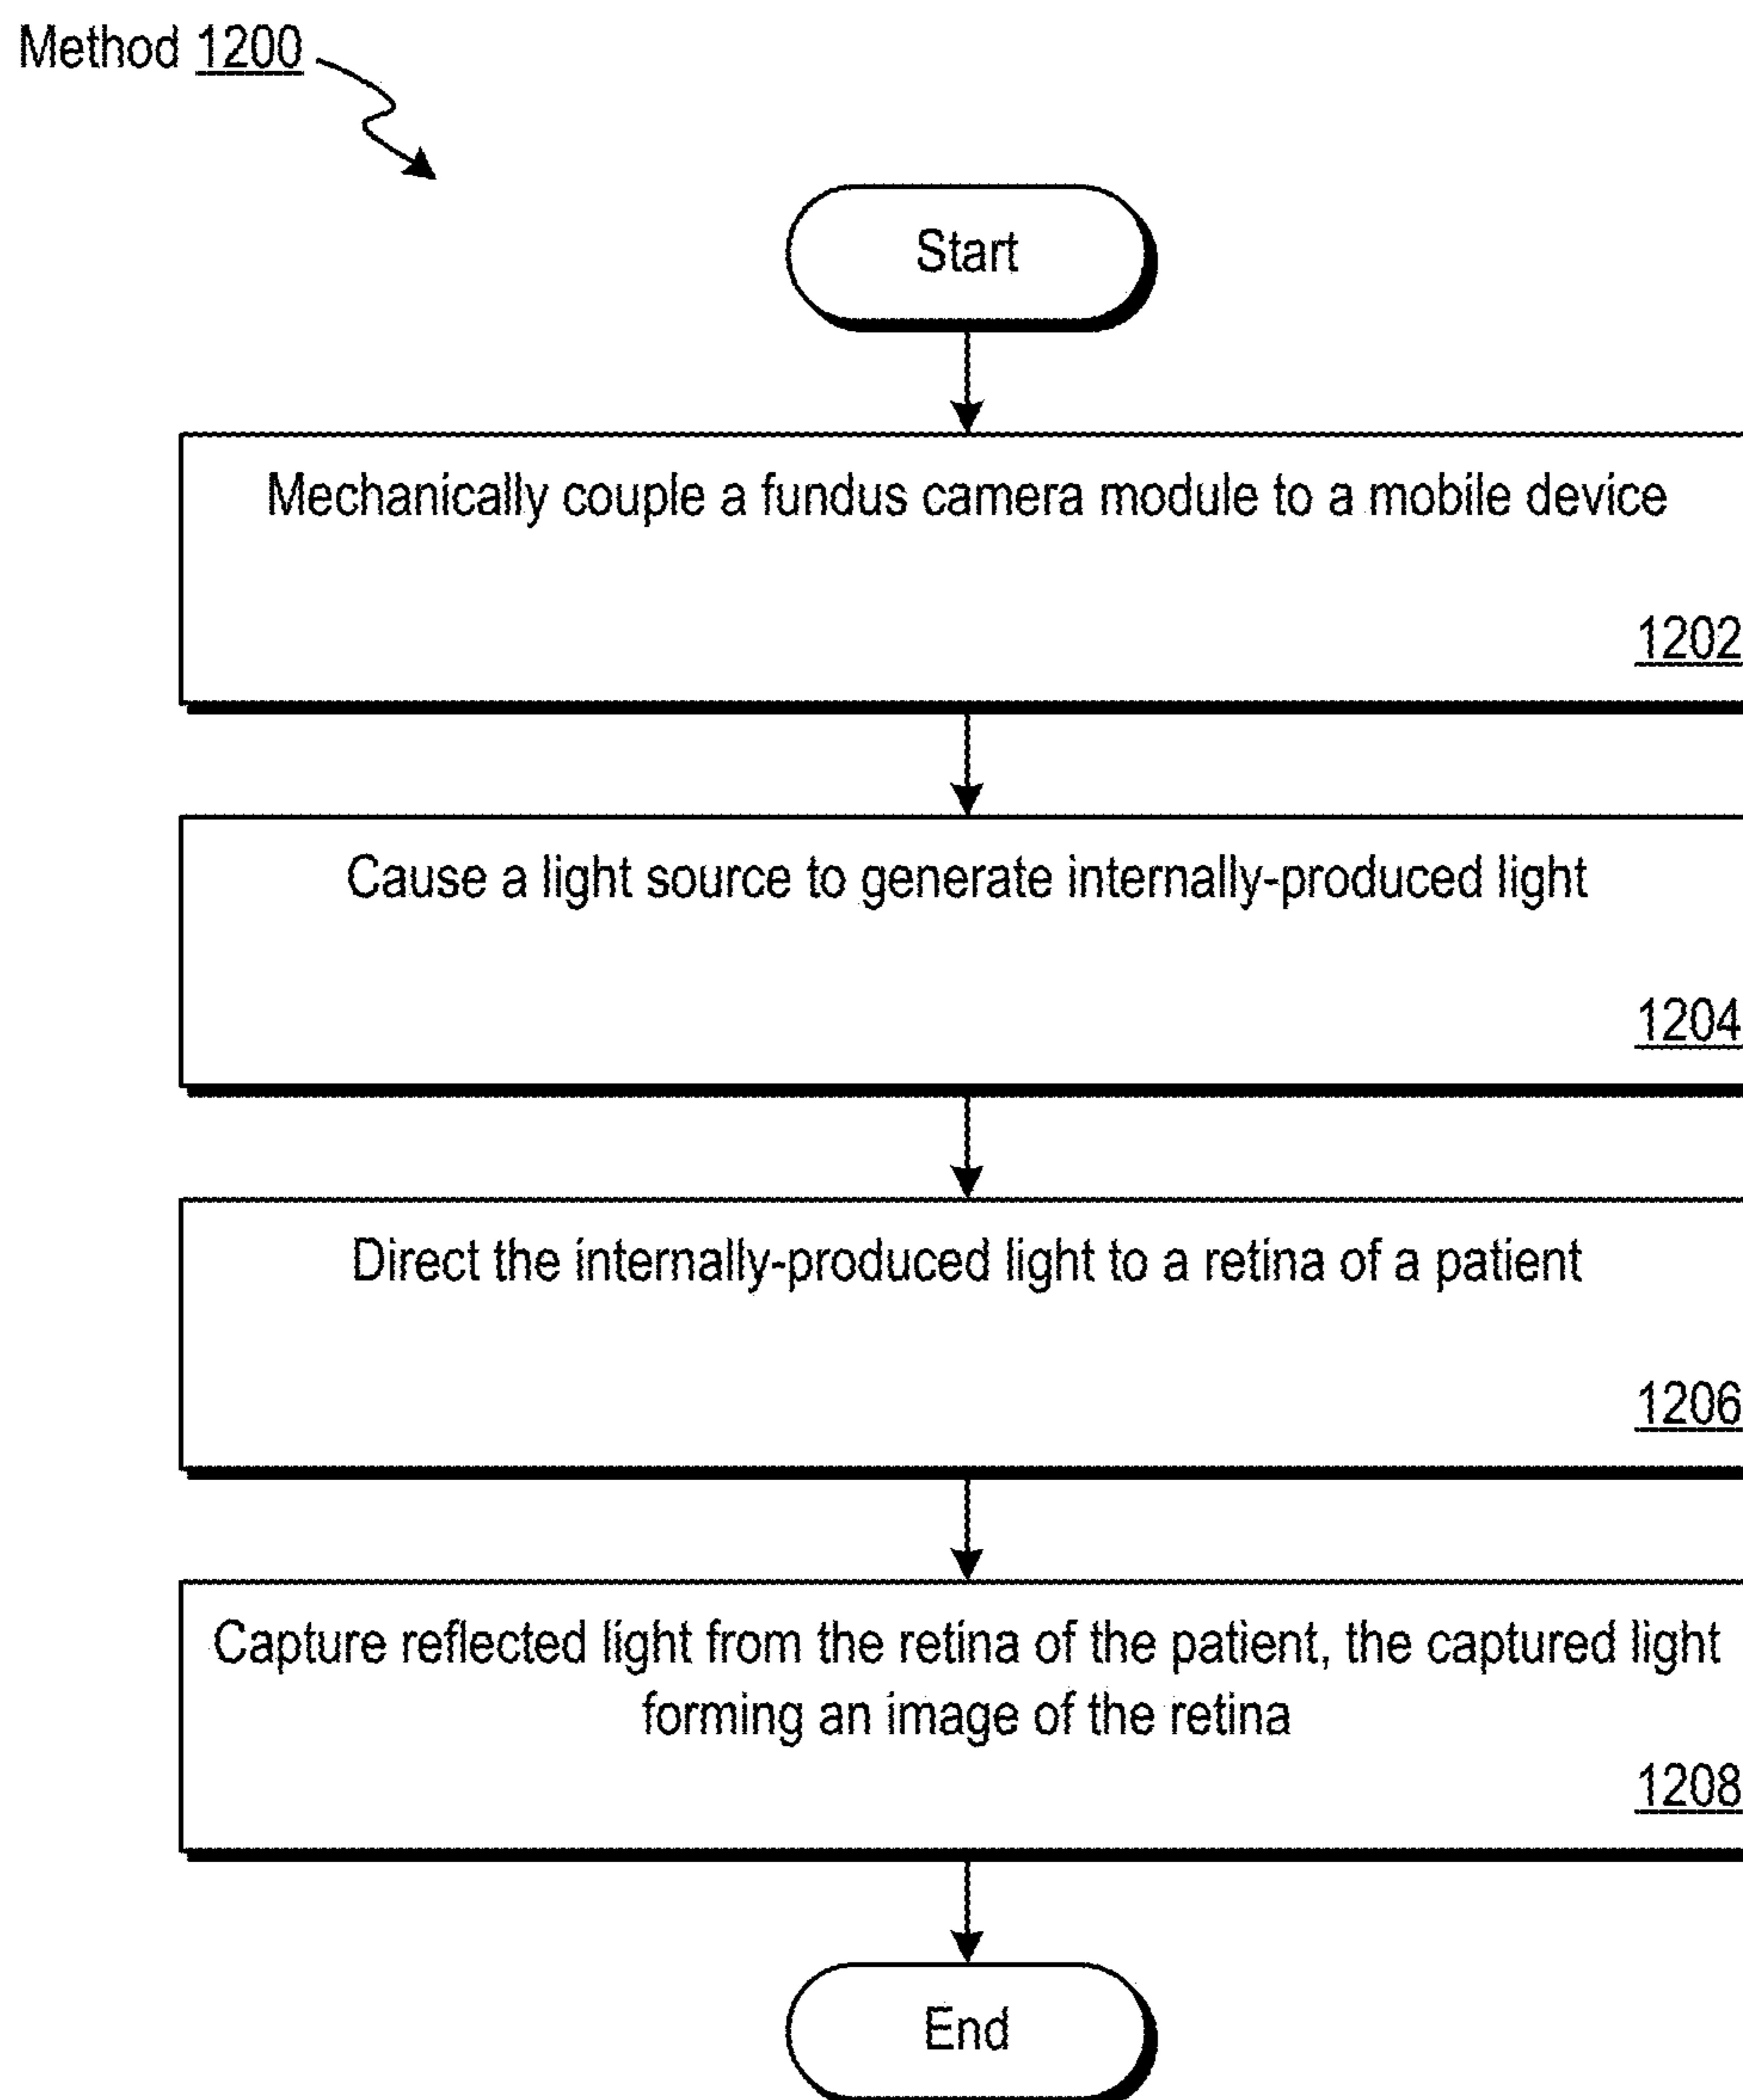 Method 1200
Start
Mechanically couple a fundus camera module to a mobile device
1202
Cause a light source to generate internally-produced light
1204
Direct the internally-produced light to a retina of a patient
1206
Capture reflected light from the retina of the patient, the captured light
forming an image of the retina
1208
End